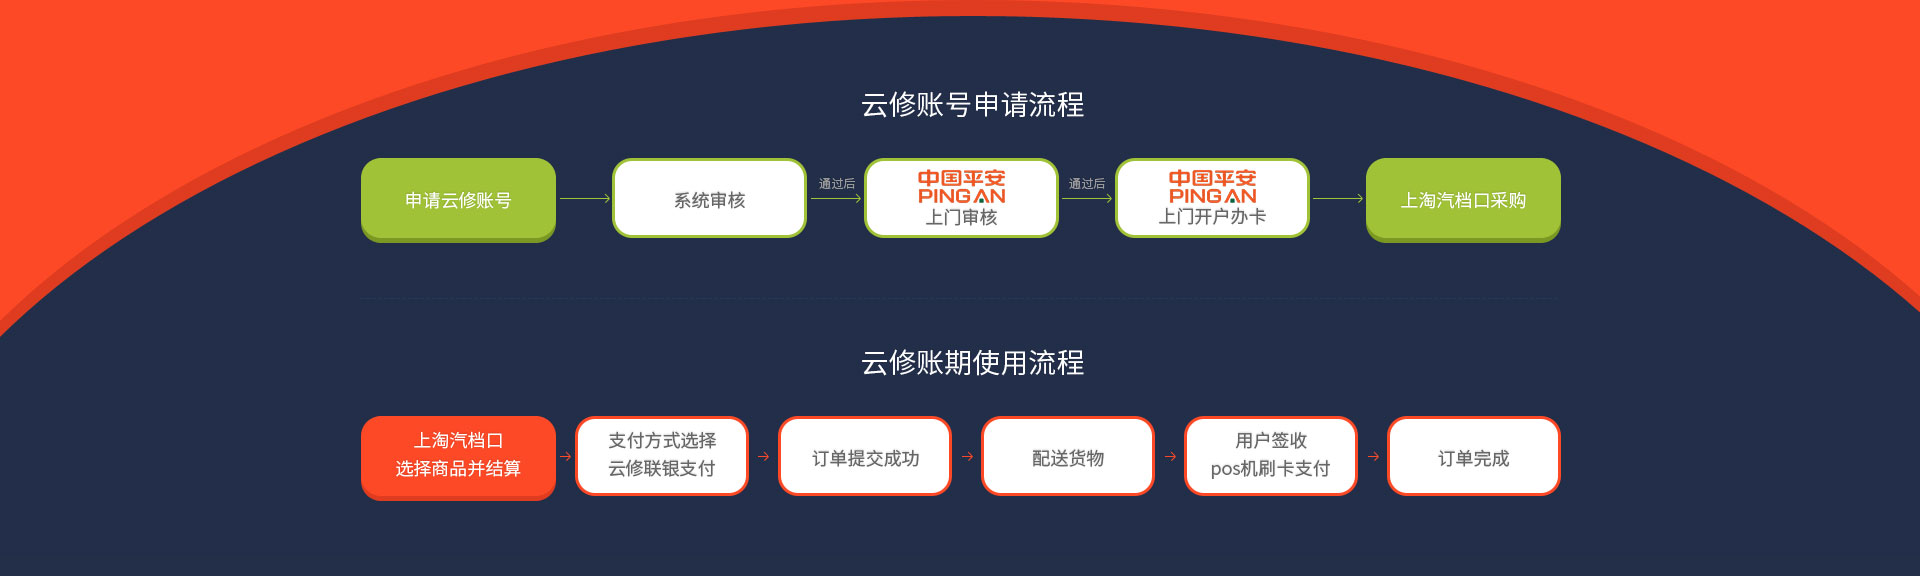 云修账号申请流程
申请云修账号
系统审核
通过后
中国平安
PING AN
上门审核
通过后
中国平安
PING AN
上门开户办卡
上淘汽档口采购
云修账期使用流程
上淘汽档口
选择商品并结算
支付方式选择
云修联银支付
订单提交成功
配送货物
用户签收
pos机刷卡支付
订单完成